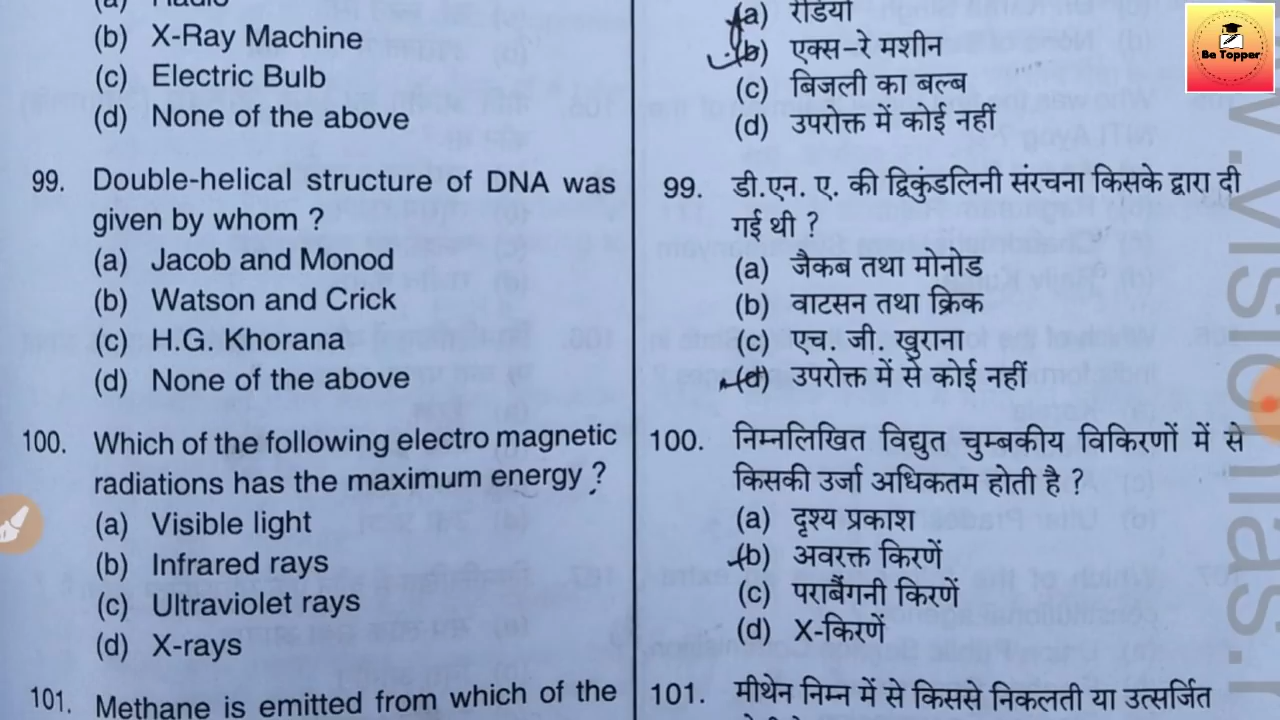 (b) X-Ray Machine
(c) Electric Bulb
(d) None of the above
99. Double-helical structure of DNA was
given by whom ?
(a) Jacob and Monod
(b) Watson and Crick
(c) H.G. Khorana
(d) None of the above
100. Which of the following electro magnetic
radiations has the maximum energy ?
(a) Visible light
(b) Infrared rays
(c) Ultraviolet rays
(d) X-rays
101. Methane is emitted from which of the
(a) रेडियो
(b) एक्स-रे मशीन
(c) बिजली का बल्ब
(d) उपरोक्त में कोई नहीं
99. डी.एन. ए. की द्विकुंडलिनी संरचना किसके द्वारा दी
गई थी ?
(a) जैकब तथा मोनोड
(b) वाटसन तथा क्रिक
(c) एच. जी. खुराना
(d) उपरोक्त में से कोई नहीं
100. निम्नलिखित विद्युत चुम्बकीय विकिरणों में से
किसकी उर्जा अधिकतम होती है ?
(a) दृश्य प्रकाश
(b) अवरक्त किरणें
(c) पराबैंगनी किरणें
(d) X-किरणें
101. मीथेन निम्न में से किससे निकलती या उत्सर्जित
Be Topper